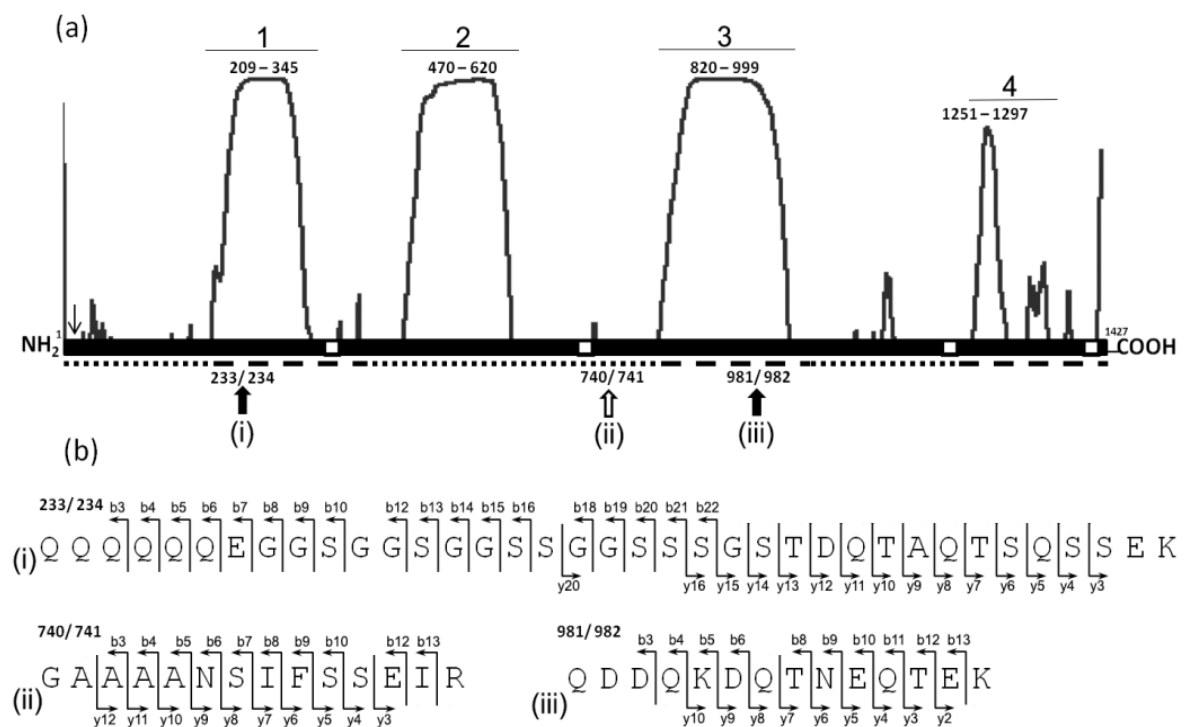 (a)
1 2 3 4
209 – 345 470 – 620 820 – 999 1251 – 1297
NH2 1 1427 COOH
233/ 234 740/ 741 981/ 982
(i) (ii) (iii)
(b)
233/ 234 b3 b4 b5 b6 b7 b8 b9 b10 b12 b13 b14 b15 b16 b18 b19 b20 b21 b22
(i) Q Q Q Q Q Q E G G S G G S G G S S G G S S S G S T D Q T A Q T S Q S S E K
y20 y16 y15 y14 y13 y12 y11 y10 y9 y8 y7 y6 y5 y4 y3
740/ 741 b3 b4 b5 b6 b7 b8 b9 b10 b12 b13
(ii) G A A A A N S I F S S E I R
y12 y11 y10 y9 y8 y7 y6 y5 y4 y3
981/ 982 b3 b4 b5 b6 b8 b9 b10 b11 b12 b13
(iii) Q D D Q K D Q T N E Q T E K
y10 y9 y8 y7 y6 y5 y4 y3 y2